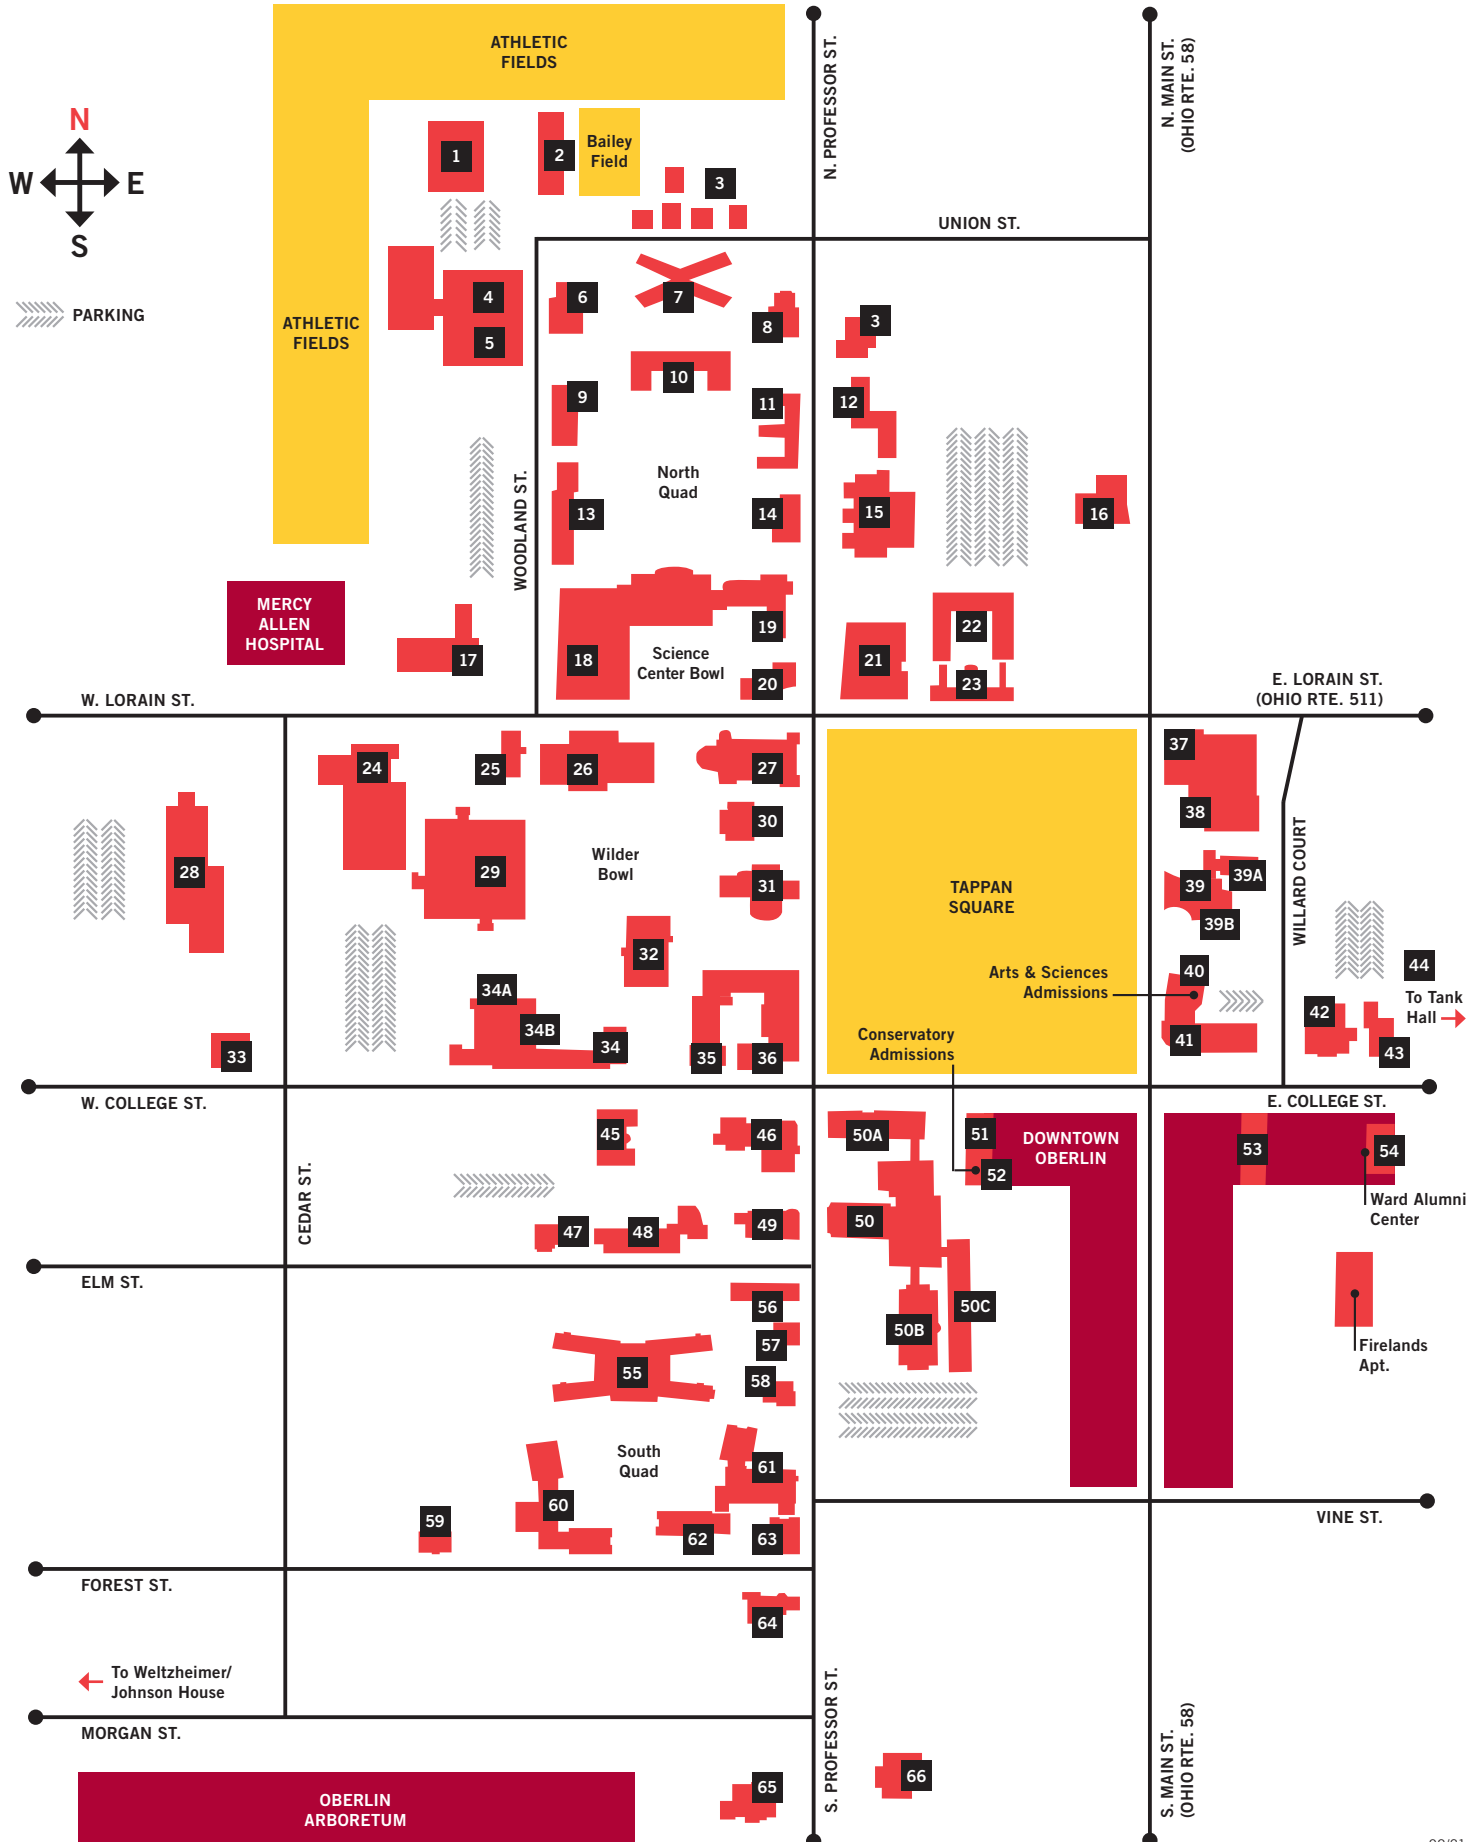 ATHLETIC
FIELDS
N. PROFESSOR ST.
N. MAIN ST.
(OHIO RTE. 58)
N
W
E
S
1
2
Bailey
Field
3
UNION ST.
PARKING
ATHLETIC
FIELDS
4
5
6
7
8
3
9
10
11
12
North
Quad
13
14
15
16
WOODLAND ST.
MERCY
ALLEN
HOSPITAL
17
18
Science
Center Bowl
19
20
21
22
23
W. LORAIN ST.
E. LORAIN ST.
(OHIO RTE. 511)
24
25
26
27
37
38
28
29
Wilder
Bowl
30
31
TAPPAN
SQUARE
39
39A
39B
WILLARD COURT
32
33
34A
34B
34
35
36
Arts & Sciences
Admissions
40
41
44
To Tank
Hall
42
43
Conservatory
Admissions
W. COLLEGE ST.
E. COLLEGE ST.
45
46
50A
51
52
DOWNTOWN
OBERLIN
53
54
Ward Alumni
Center
CEDAR ST.
47
48
49
50
50B
50C
ELM ST.
Firelands
Apt.
55
56
57
58
South
Quad
59
60
61
62
63
VINE ST.
FOREST ST.
64
To Weltzheimer/
Johnson House
MORGAN ST.
S. PROFESSOR ST.
S. MAIN ST.
(OHIO RTE. 58)
OBERLIN
ARBORETUM
65
66